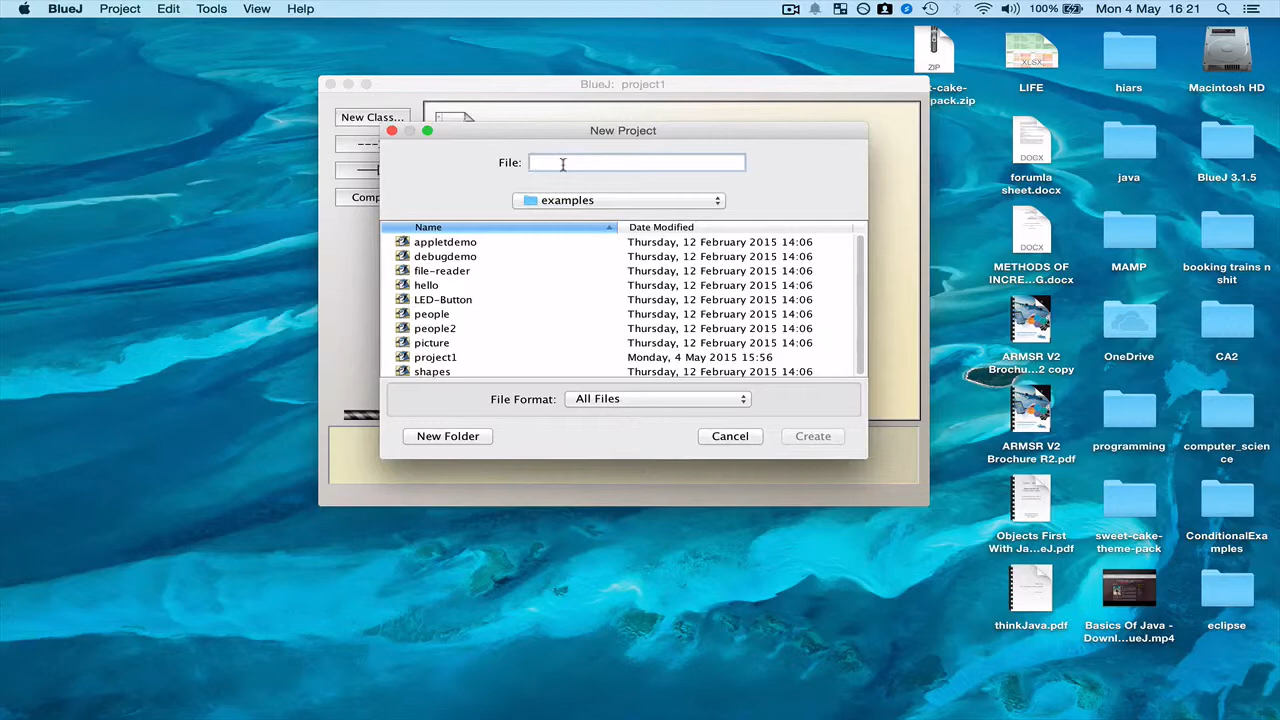 BlueJ Project Edit Tools View Help 100% Mon 4 May 16 21
BlueJ: project1
New Class...
Comp
New Project
File:
examples
Name Date Modified
appletdemo Thursday, 12 February 2015 14:06
debugdemo Thursday, 12 February 2015 14:06
file-reader Thursday, 12 February 2015 14:06
hello Thursday, 12 February 2015 14:06
LED-Button Thursday, 12 February 2015 14:06
people Thursday, 12 February 2015 14:06
people2 Thursday, 12 February 2015 14:06
picture Thursday, 12 February 2015 14:06
project1 Monday, 4 May 2015 15:56
shapes Thursday, 12 February 2015 14:06
File Format: All Files
New Folder Cancel Create
ZIP
t-cake-
pack.zip
XLSX
LIFE
hiars
Macintosh HD
DOCX
forumla
sheet.docx
java
BlueJ 3.1.5
DOCX
METHODS OF
INCRE...G.docx
MAMP
booking trains n
shit
ARMSR V2
Brochu...2 copy
OneDrive
CA2
ARMSR V2
Brochure R2.pdf
programming
computer_scien
ce
Objects First
With Ja...eJ.pdf
sweet-cake-
theme-pack
ConditionalExa
mples
thinkJava.pdf
Basics Of Java -
Downl...ueJ.mp4
eclipse